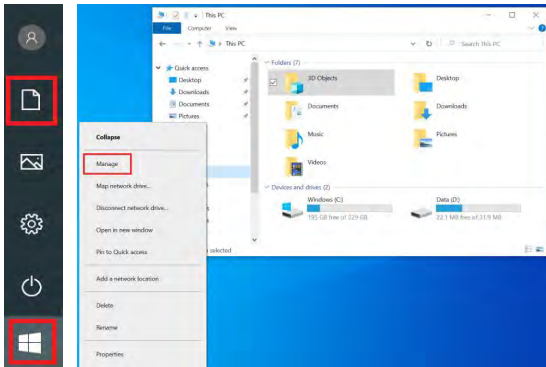 This PC
File Computer View
This PC
Search This PC
Quick access
Desktop
Downloads
Documents
Pictures
Folders (7)
3D Objects
Desktop
Documents
Downloads
Music
Pictures
Videos
Devices and drives (2)
Windows (C:)
195 GB free of 229 GB
Data (D:)
22.1 MB free of 31.9 MB
selected
Collapse
Manage
Map network drive...
Disconnect network drive...
Open in new window
Pin to Quick access
Add a network location
Delete
Rename
Properties